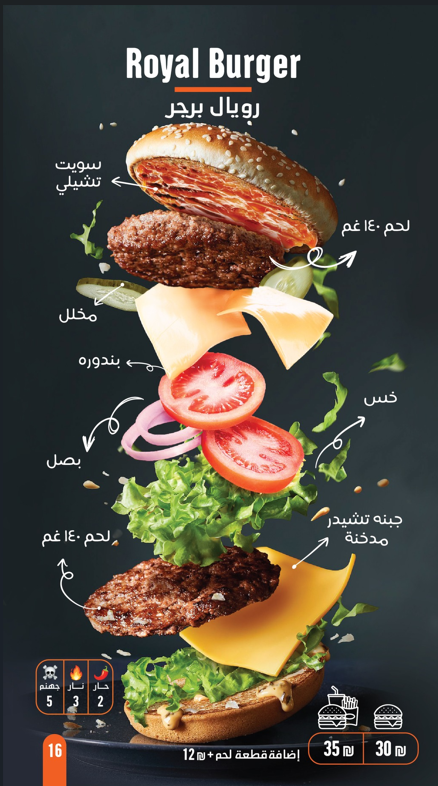 Royal Burger
رويال برجر
سويت
تشيلي
لحم ١٤٠ غم
مخلل
بندوره
خس
بصل
جبنه تشيدر
مدخنة
لحم ١٤٠ غم
حار
2
نار
3
جهنم
5
35 ₪
30 ₪
إضافة قطعة لحم + ₪ 12
16